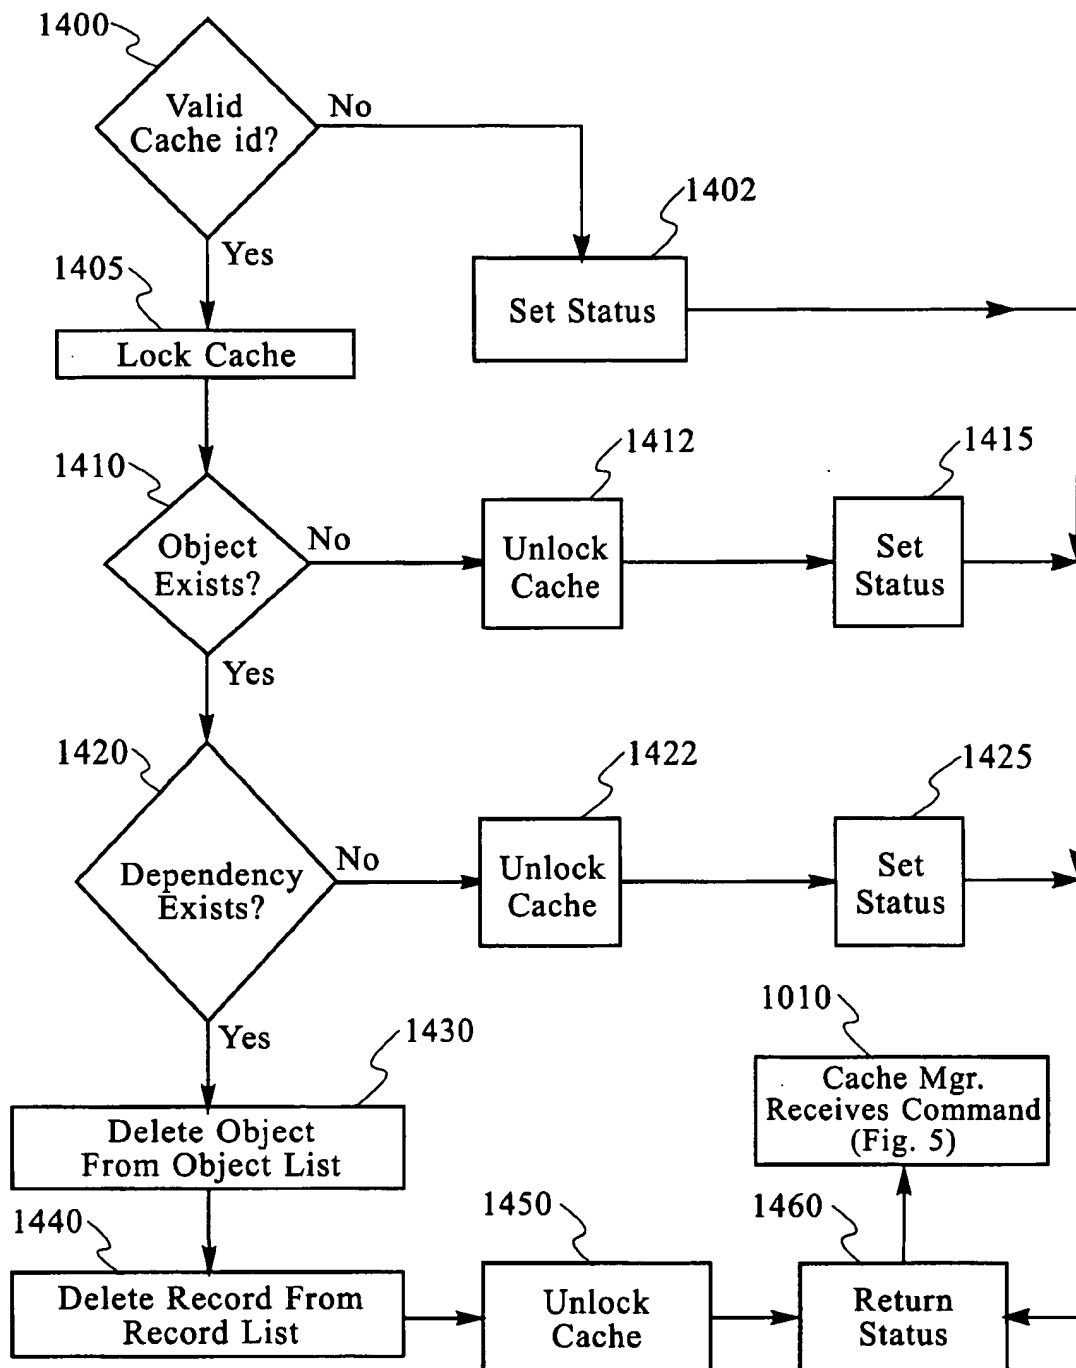 1400
Valid
Cache id?
No
Yes
1402
Set Status
1405
Lock Cache
1410
Object
Exists?
No
Yes
1412
Unlock
Cache
1415
Set
Status
1420
Dependency
Exists?
No
Yes
1422
Unlock
Cache
1425
Set
Status
1430
Delete Object
From Object List
1010
Cache Mgr.
Receives Command
(Fig. 5)
1440
Delete Record From
Record List
1450
Unlock
Cache
1460
Return
Status